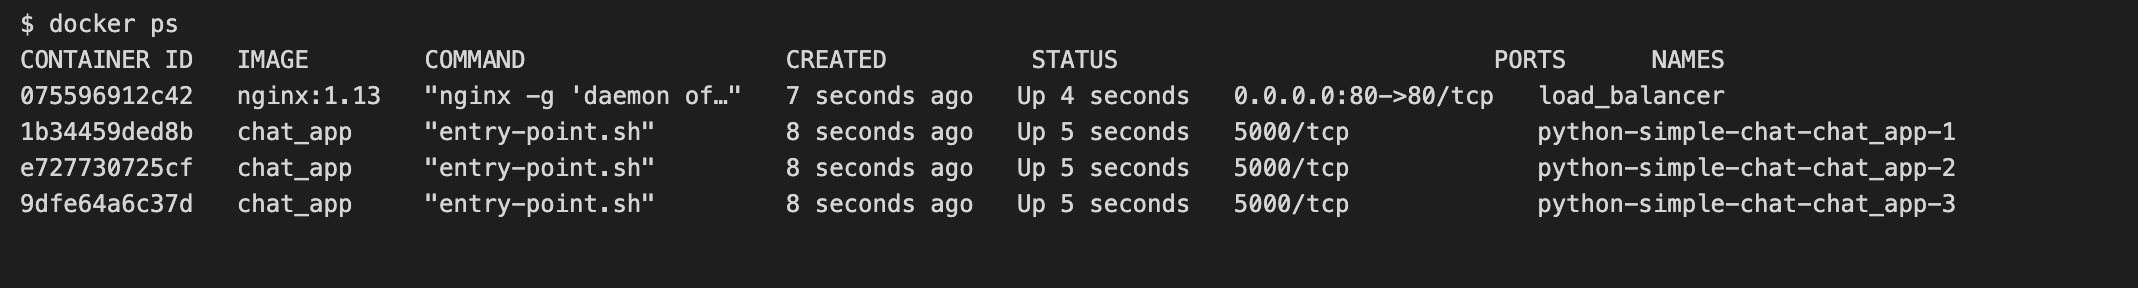 $ docker ps
CONTAINER ID   IMAGE        COMMAND                  CREATED          STATUS                          PORTS      NAMES
075596912c42   nginx:1.13   "nginx -g 'daemon of…"   7 seconds ago   Up 4 seconds   0.0.0.0:80->80/tcp   load_balancer
1b34459ded8b   chat_app     "entry-point.sh"         8 seconds ago   Up 5 seconds   5000/tcp             python-simple-chat-chat_app-1
e727730725cf   chat_app     "entry-point.sh"         8 seconds ago   Up 5 seconds   5000/tcp             python-simple-chat-chat_app-2
9dfe64a6c37d   chat_app     "entry-point.sh"         8 seconds ago   Up 5 seconds   5000/tcp             python-simple-chat-chat_app-3